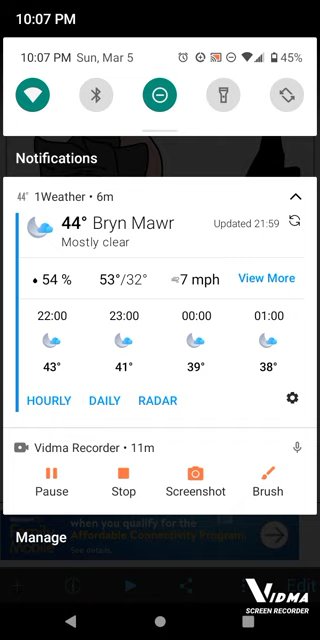 10:07 PM
10:07 PM Sun, Mar 5
45%
Notifications
44° 1Weather • 6m
44° Bryn Mawr
Updated 21:59
Mostly clear
54 %
53°/32°
7 mph
View More
22:00 23:00 00:00 01:00
43° 41° 39° 38°
HOURLY DAILY RADAR
Vidma Recorder • 11m
Pause Stop Screenshot Brush
when you qualify for the
Affordable Connectivity Program.
See details.
Manage
Edit
VIDMA
SCREEN RECORDER